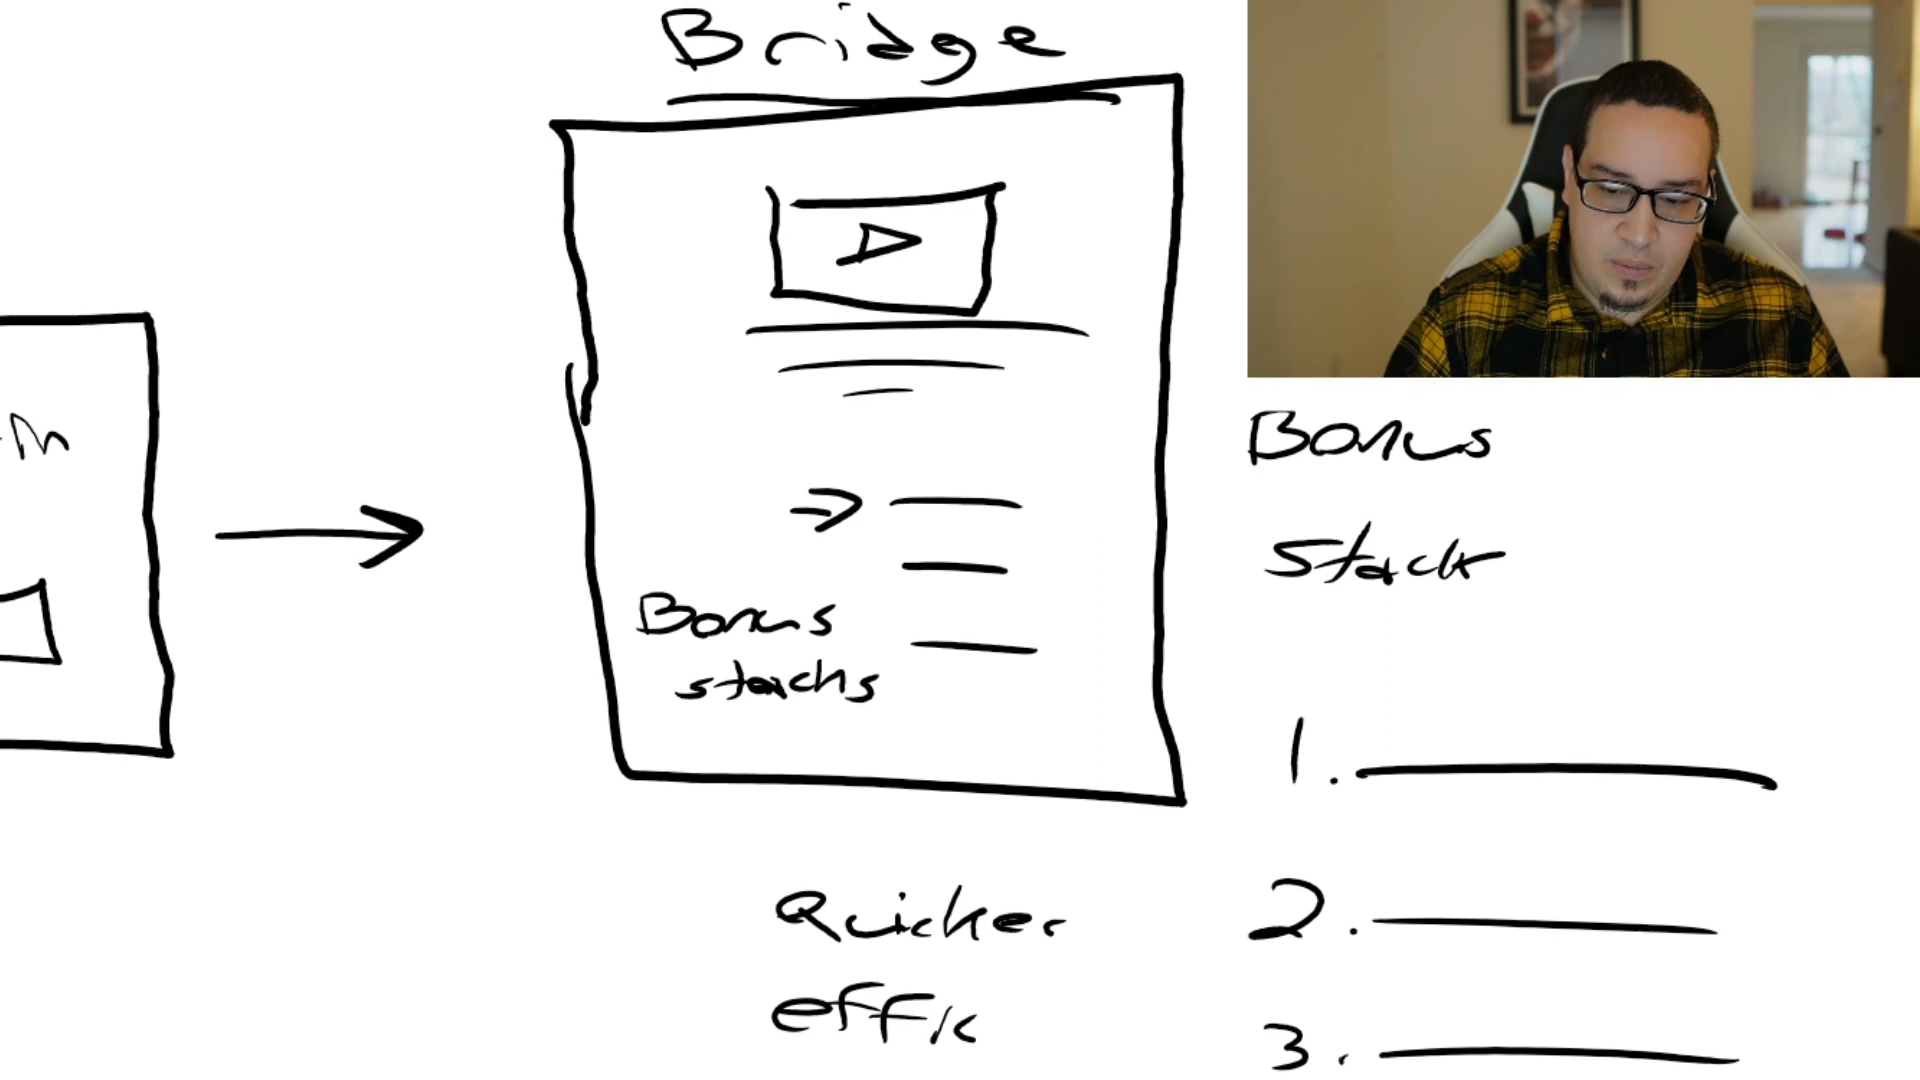 Bridge
Bonus
stacks
Bonus
Stack
1.
2.
3.
Quicker
effic